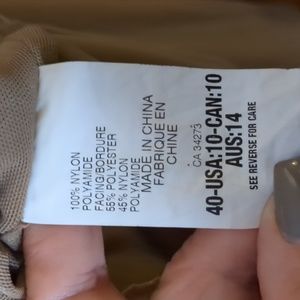 100% NYLON
POLYAMIDE
FACING/BORDURE
55% POLYESTER
45% NYLON
POLYAMIDE
MADE IN CHINA
FABRIQUE EN
CHINE
CA 34273
40-USA:10-CAN:10
AUS:14
SEE REVERSE FOR CARE